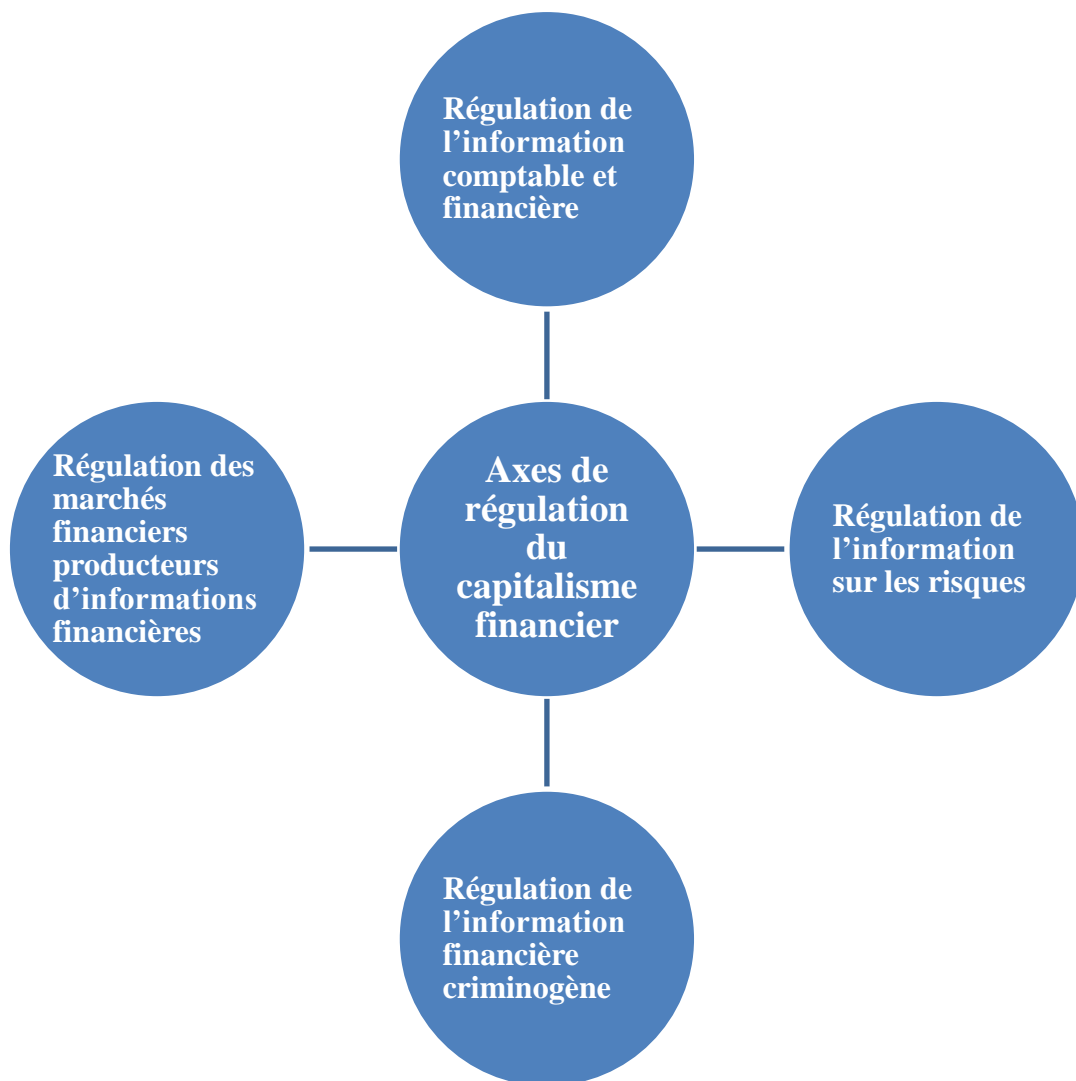 Régulation de
l’information
comptable et
financière
Régulation des
marchés
financiers
producteurs
d’informations
financières
Axes de
régulation
du
capitalisme
financier
Régulation de
l’information
sur les risques
Régulation de
l’information
financière
criminogène